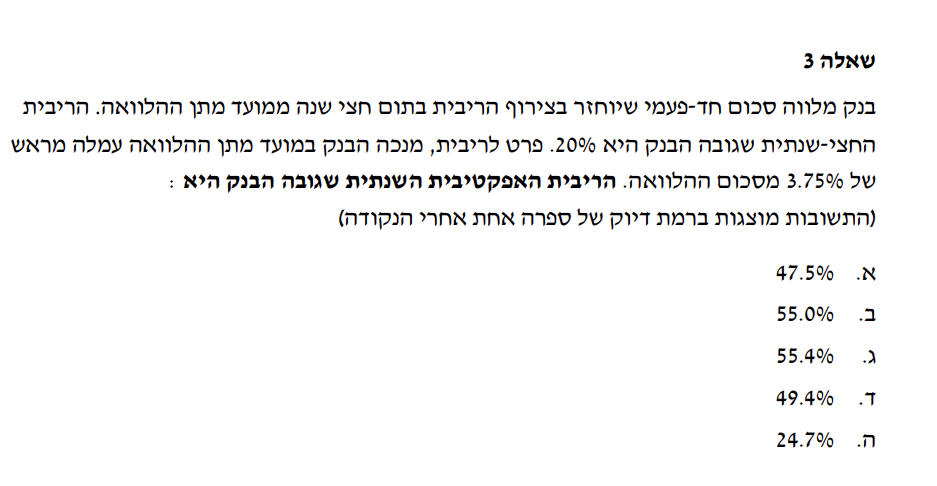 שאלה 3
בנק מלווה סכום חד-פעמי שיוחזר בצירוף הריבית בתום חצי שנה ממועד מתן ההלוואה. הריבית
החצי-שנתית שגובה הבנק היא 20%. פרט לריבית, מנכה הבנק במועד מתן ההלוואה עמלה מראש
של 3.75% מסכום ההלוואה. הריבית האפקטיבית השנתית שגובה הבנק היא :
(התשובות מוצגות ברמת דיוק של ספרה אחת אחרי הנקודה)
א. 47.5%
ב. 55.0%
ג. 55.4%
ד. 49.4%
ה. 24.7%